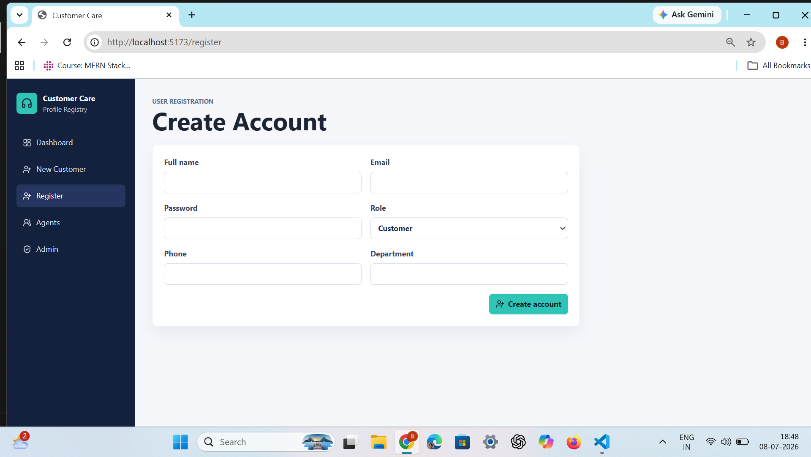 Customer Care
Ask Gemini
http://localhost:5173/register
B
Course: MERN Stack...
All Bookmarks
Customer Care
Profile Registry
Dashboard
New Customer
Register
Agents
Admin
USER REGISTRATION
Create Account
Full name
Email
Password
Role
Customer
Phone
Department
Create account
2
Search
ENG
IN
18:48
08-07-2026